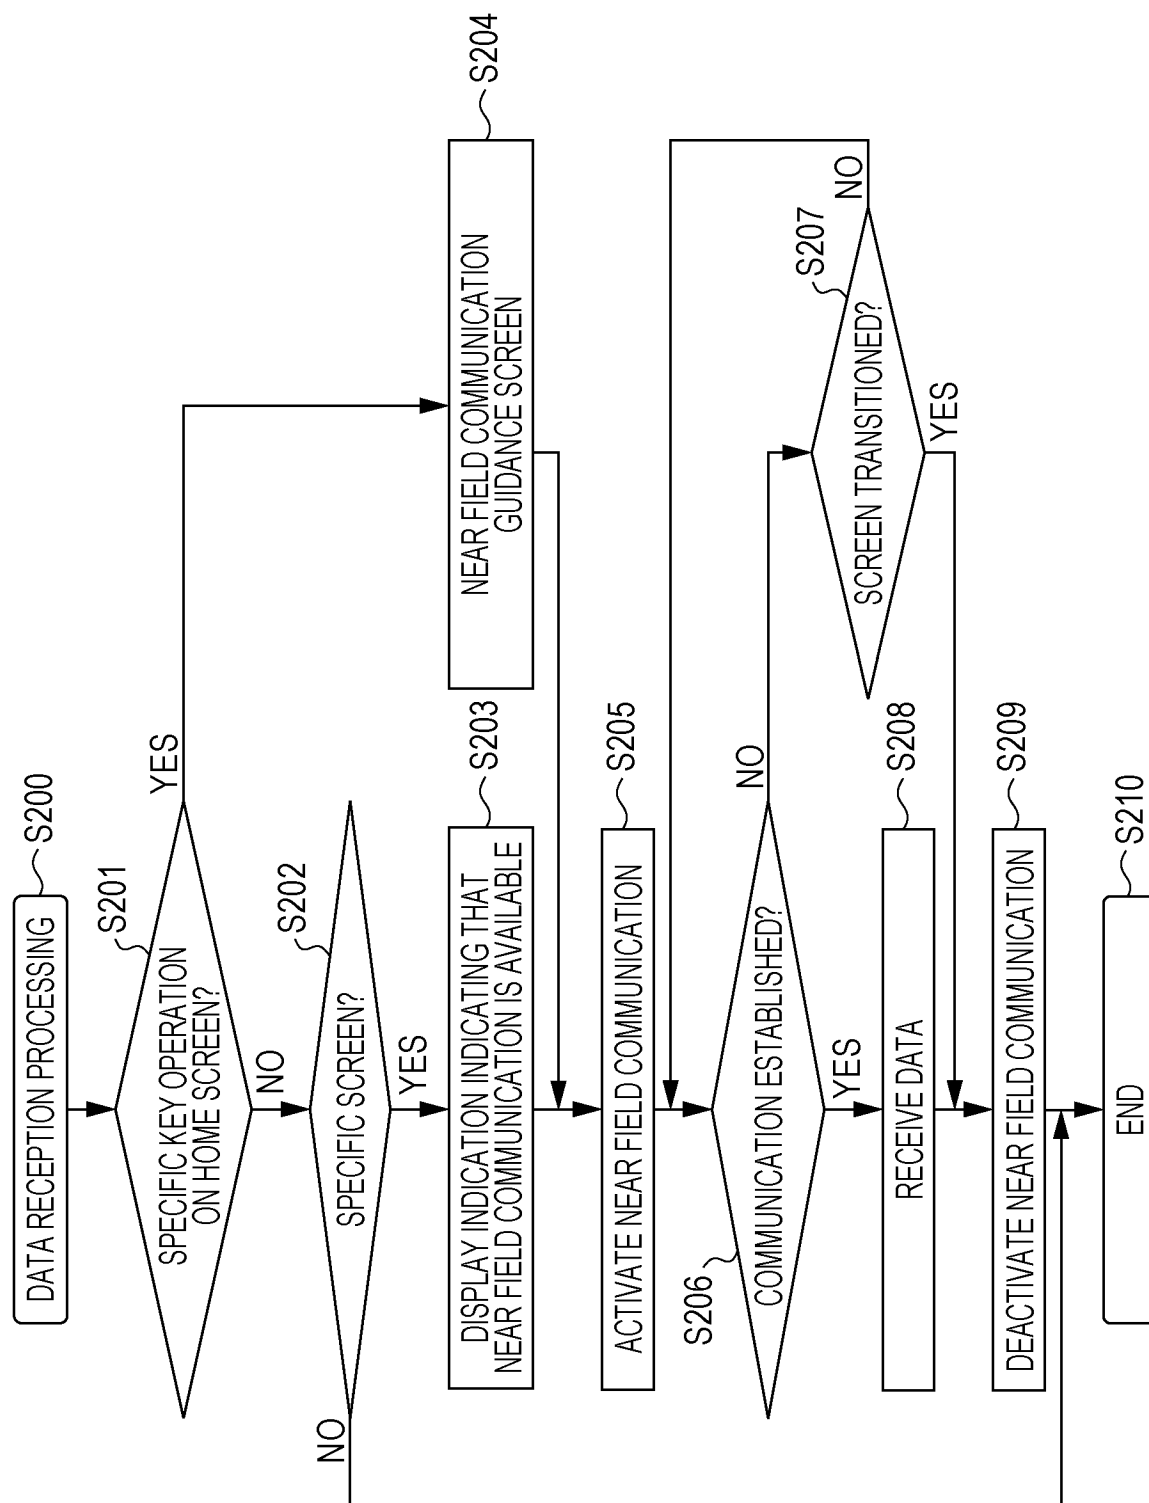 DATA RECEPTION PROCESSING
S200
S201
SPECIFIC KEY OPERATION
ON HOME SCREEN?
YES
NO
S202
SPECIFIC SCREEN?
NO
YES
S203
DISPLAY INDICATING THAT
NEAR FIELD COMMUNICATION IS AVAILABLE
S204
NEAR FIELD COMMUNICATION
GUIDANCE SCREEN
S205
ACTIVATE NEAR FIELD COMMUNICATION
S206
COMMUNICATION ESTABLISHED?
NO
YES
S207
SCREEN TRANSITIONED?
NO
YES
S208
RECEIVE DATA
S209
DEACTIVATE NEAR FIELD COMMUNICATION
S210
END